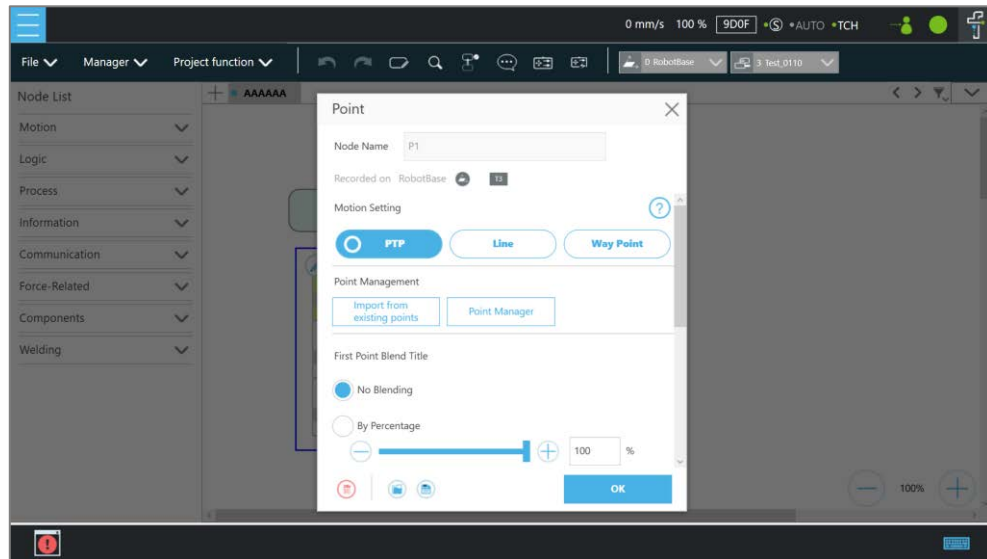 0 mm/s 100 % 9D0F S AUTO TCH
File Manager Project function 0 RobotBase 3 Test_0110
Node List
AAAAAA
Motion
Logic
Process
Information
Communication
Force-Related
Components
Welding
Point
Node Name P1
Recorded on RobotBase T3
Motion Setting ?
PTP Line Way Point
Point Management
Import from
existing points
Point Manager
First Point Blend Title
No Blending
By Percentage
100 %
OK
100%